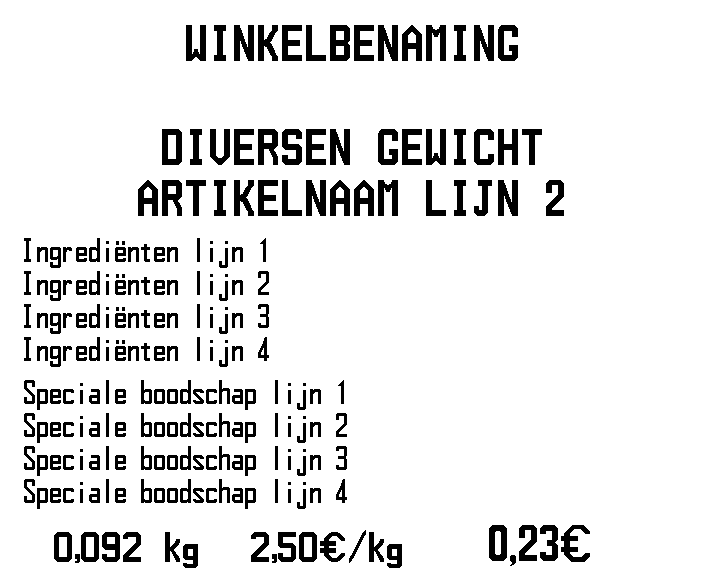 WINKELBENAMING
DIVERSEN GEWICHT
ARTIKELNAAM LIJN 2
Ingrediënten lijn 1
Ingrediënten lijn 2
Ingrediënten lijn 3
Ingrediënten lijn 4
Speciale boodschap lijn 1
Speciale boodschap lijn 2
Speciale boodschap lijn 3
Speciale boodschap lijn 4
0,092 kg 2,50€/kg 0,23€